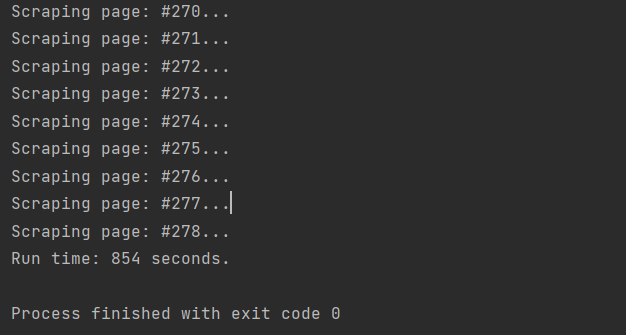 Scraping page: #270...
Scraping page: #271...
Scraping page: #272...
Scraping page: #273...
Scraping page: #274...
Scraping page: #275...
Scraping page: #276...
Scraping page: #277...
Scraping page: #278...
Run time: 854 seconds.
Process finished with exit code 0